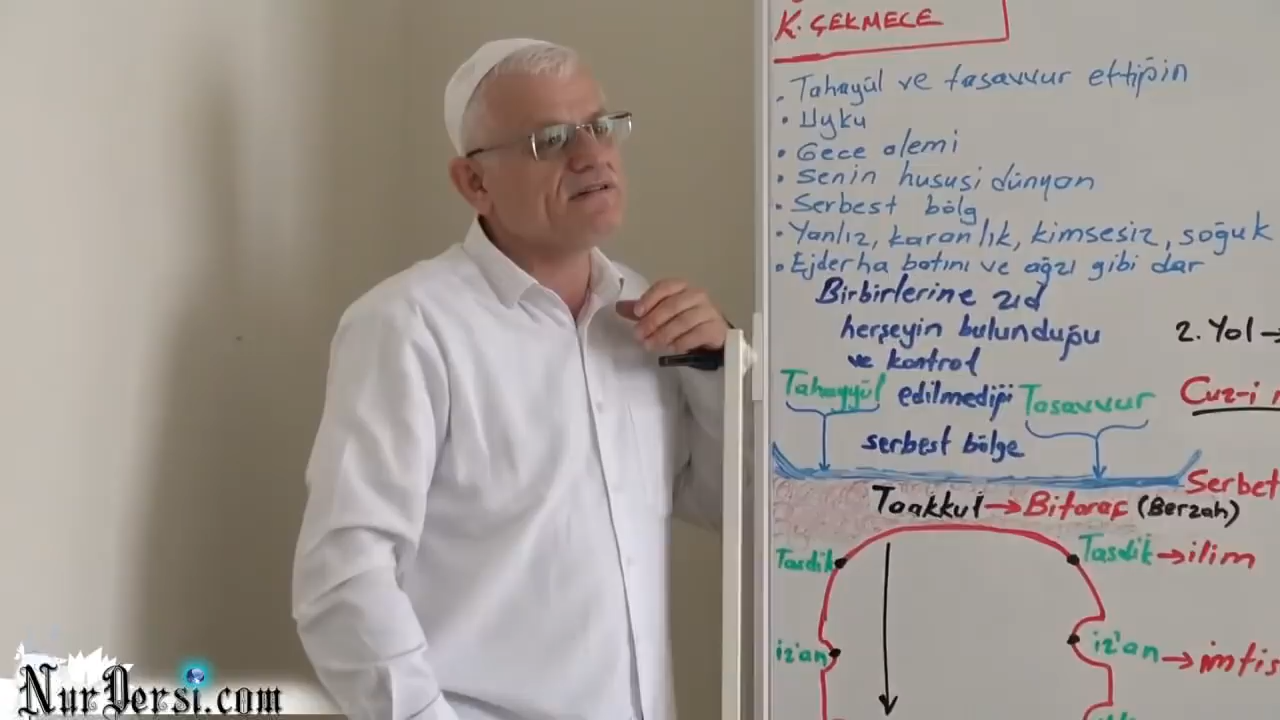 K. ÇEKMECE
• Tahayül ve tasavvur ettiğin
• Uyku
• Gece alemi
• Senin hususi dünyan
• Serbest bölg
• Yanlız, karanlık, kimsesiz, soğuk
• Ejderha batını ve ağzı gibi dar
Birbirlerine zıd
herşeyin bulunduğu
ve kontrol
2. Yol →
Tahayyül edilmediği Tasavvur
Cuz-i
serbest bölge
Serbet
Taakkul → Bitaraf (Berzah)
Tasdik Tasdik → ilim
iz'an iz'an → imtis
NurDersi.com